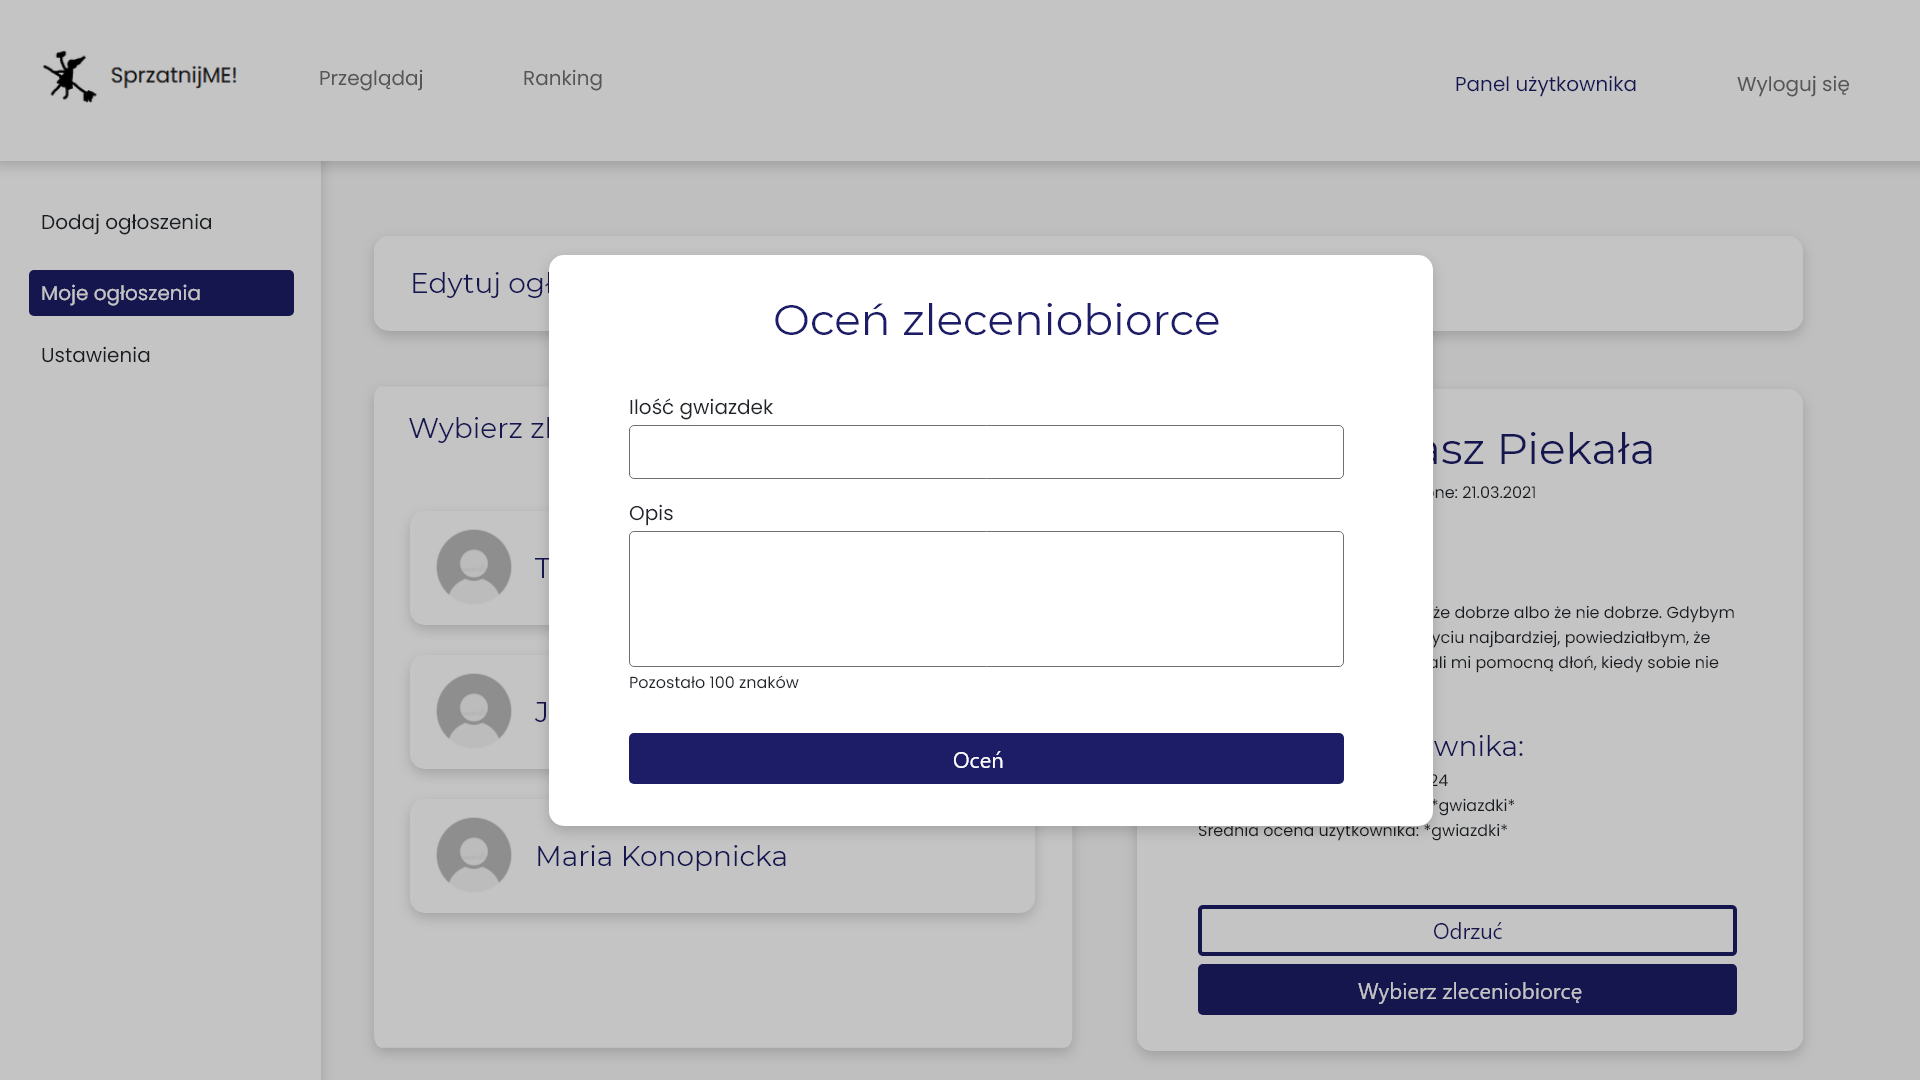 SprzatnijME!
Przeglądaj
Ranking
Panel użytkownika
Wyloguj się
Dodaj ogłoszenia
Moje ogłoszenia
Ustawienia
Edytuj
Wybierz
Oceń zleceniobiorce
Ilość gwiazdek
Opis
Pozostało 100 znaków
Oceń
T
J
Maria Konopnicka
asz Piekała
one: 21.03.2021
że dobrze albo że nie dobrze. Gdybym
yciu najbardziej, powiedziałbym, że
ali mi pomocną dłoń, kiedy sobie nie
wnika:
24
*gwiazdki*
Średnia ocena użytkownika: *gwiazdki*
Odrzuć
Wybierz zleceniobiorcę